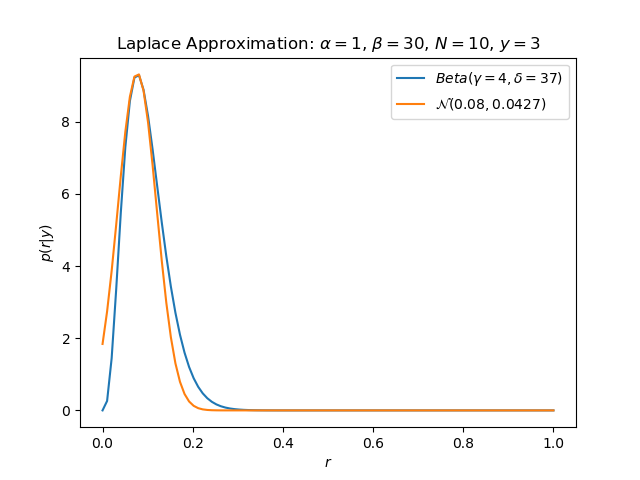 Laplace Approximation: α = 1, β = 30, N = 10, y = 3
Beta(γ = 4, δ = 37)
𝒩(0.08, 0.0427)
p(r|y)
8
6
4
2
0
0.0 0.2 0.4 0.6 0.8 1.0
r